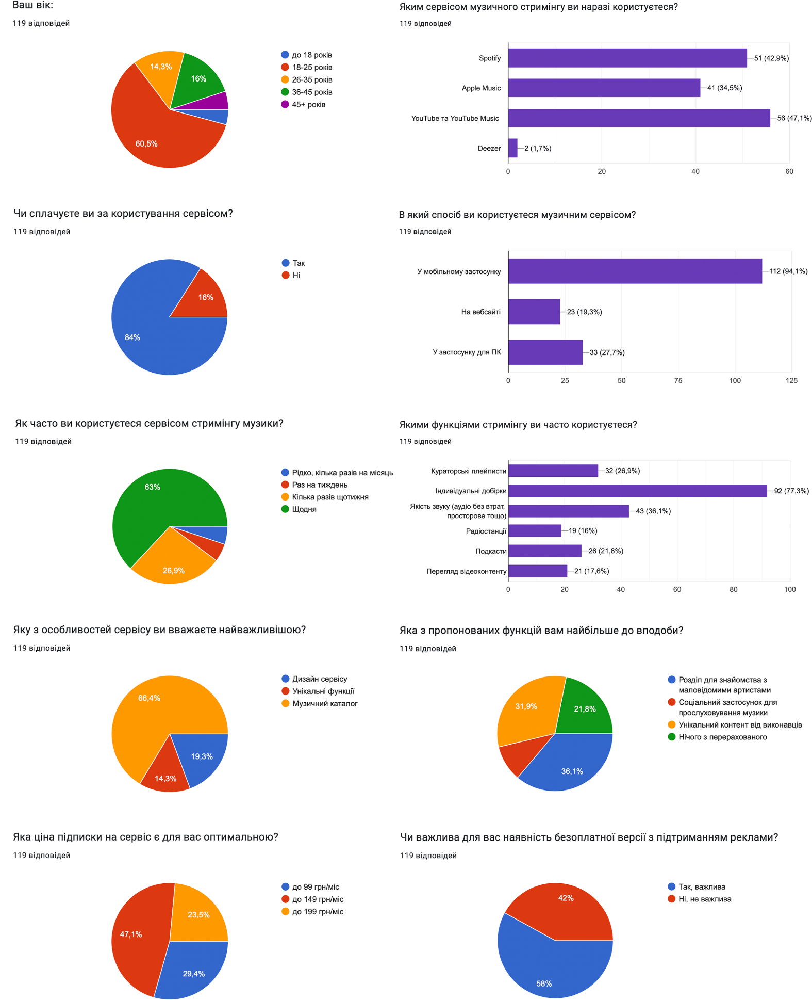 Ваш вік:
119 відповідей
14,3%
16%
60,5%
до 18 років
18-25 років
26-35 років
36-45 років
45+ років
Яким сервісом музичного стримінгу ви наразі користуєтеся?
119 відповідей
Spotify
51 (42,9%)
Apple Music
41 (34,5%)
YouTube та YouTube Music
56 (47,1%)
Deezer
2 (1,7%)
0 20 40 60
Чи сплачуєте ви за користування сервісом?
119 відповідей
16%
84%
Так
Ні
В який спосіб ви користуєтеся музичним сервісом?
119 відповідей
У мобільному застосунку
112 (94,1%)
На вебсайті
23 (19,3%)
У застосунку для ПК
33 (27,7%)
0 25 50 75 100 125
Як часто ви користуєтеся сервісом стримінгу музики?
119 відповідей
63%
26,9%
Рідко, кілька разів на місяць
Раз на тиждень
Кілька разів щотижня
Щодня
Якими функціями стримінгу ви часто користуєтеся?
119 відповідей
Кураторські плейлисти
32 (26,9%)
Індивідуальні добірки
92 (77,3%)
Якість звуку (аудіо без втрат,
просторове тощо)
43 (36,1%)
Радіостанції
19 (16%)
Подкасти
26 (21,8%)
Перегляд відеоконтенту
21 (17,6%)
0 20 40 60 80 100
Яку з особливостей сервісу ви вважаєте найважливішою?
119 відповідей
66,4%
19,3%
14,3%
Дизайн сервісу
Унікальні функції
Музичний каталог
Яка з пропонованих функцій вам найбільше до вподоби?
119 відповідей
31,9%
21,8%
36,1%
Розділ для знайомства з
маловідомими артистами
Соціальний застосунок для
прослуховування музики
Унікальний контент від виконавців
Нічого з перерахованого
Яка ціна підписки на сервіс є для вас оптимальною?
119 відповідей
23,5%
47,1%
29,4%
до 99 грн/міс
до 149 грн/міс
до 199 грн/міс
Чи важлива для вас наявність безоплатної версії з підтриманням реклами?
119 відповідей
42%
58%
Так, важлива
Ні, не важлива